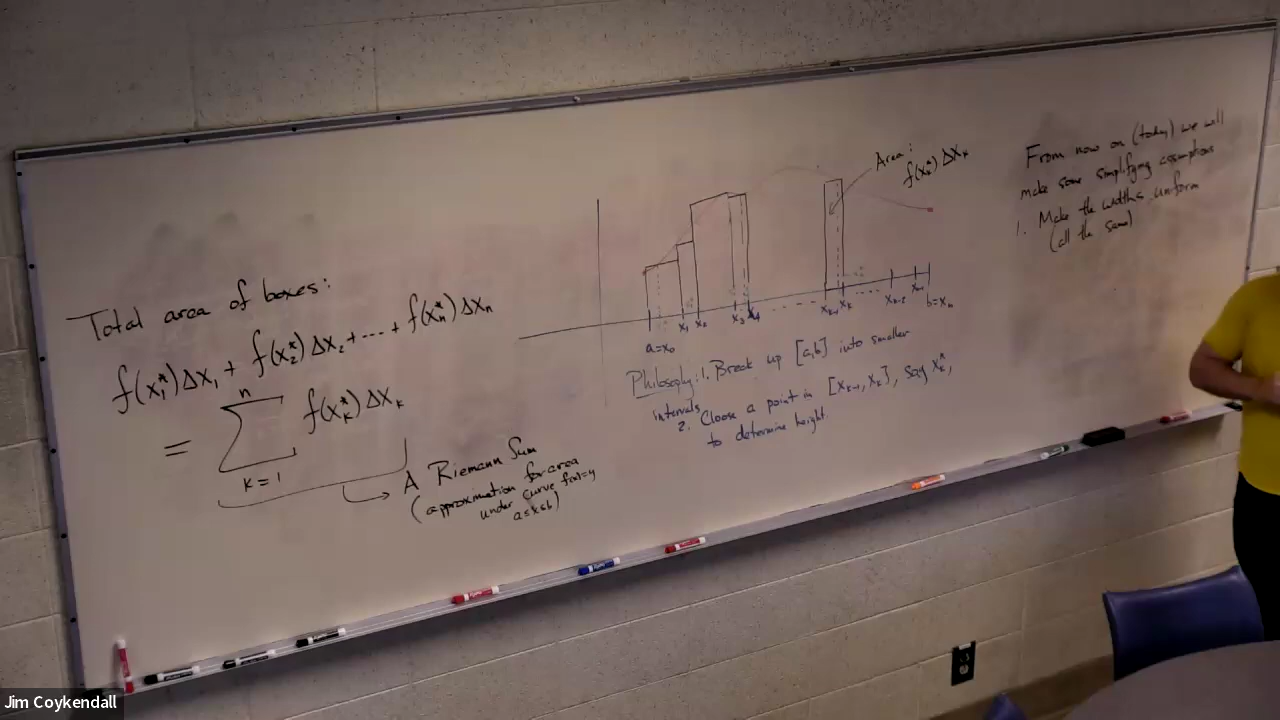 Total area of boxes:
f(x₁*)Δx₁ + f(x₂*)Δx₂ + ... + f(xₙ*)Δxₙ
= Σ f(xₖ*)Δxₖ
n
k=1
A Riemann Sum
(approximation for area
under curve f(x)=y
a≤x≤b)
Area:
f(xₖ*)Δxₖ
a=x₀ x₁ x₂ x₃ x₄ ... xₖ₋₁ xₖ ... xₙ₋₂ xₙ₋₁ b=xₙ
Philosophy: 1. Break up [a,b] into smaller
intervals
2. Choose a point in [xₖ₋₁, xₖ], say xₖ*,
to determine height.
From now on (today) we will
make some simplifying assumptions
1. Make the widths uniform
(all the same)
Jim Coykendall